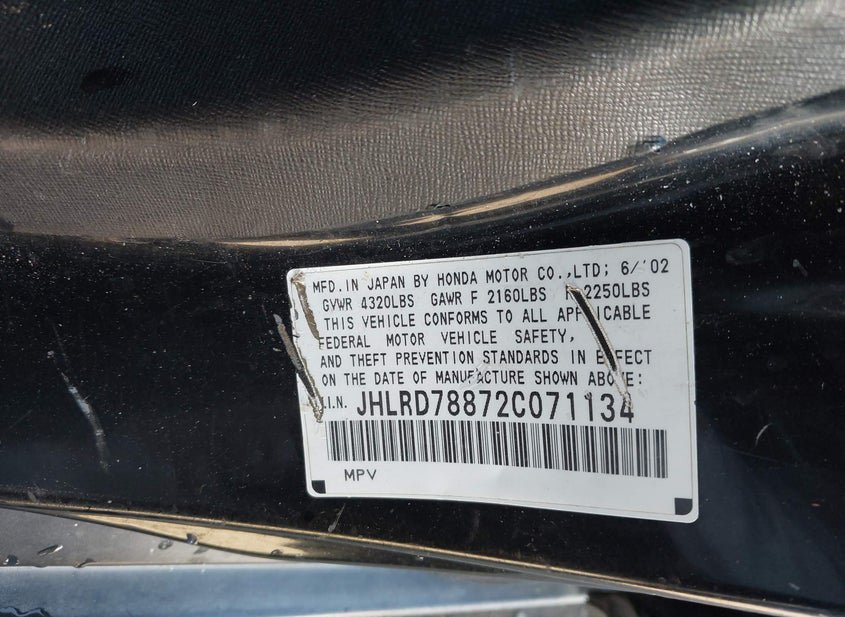 MFD. IN JAPAN BY HONDA MOTOR CO., LTD; 6/'02
GVWR 4320LBS GAWR F 2160LBS R 2250LBS
THIS VEHICLE CONFORMS TO ALL APPLICABLE
FEDERAL MOTOR VEHICLE SAFETY,
AND THEFT PREVENTION STANDARDS IN EFFECT
ON THE DATE OF MANUFACTURE SHOWN ABOVE:
V.I.N. JHLRD78872C071134
MPV